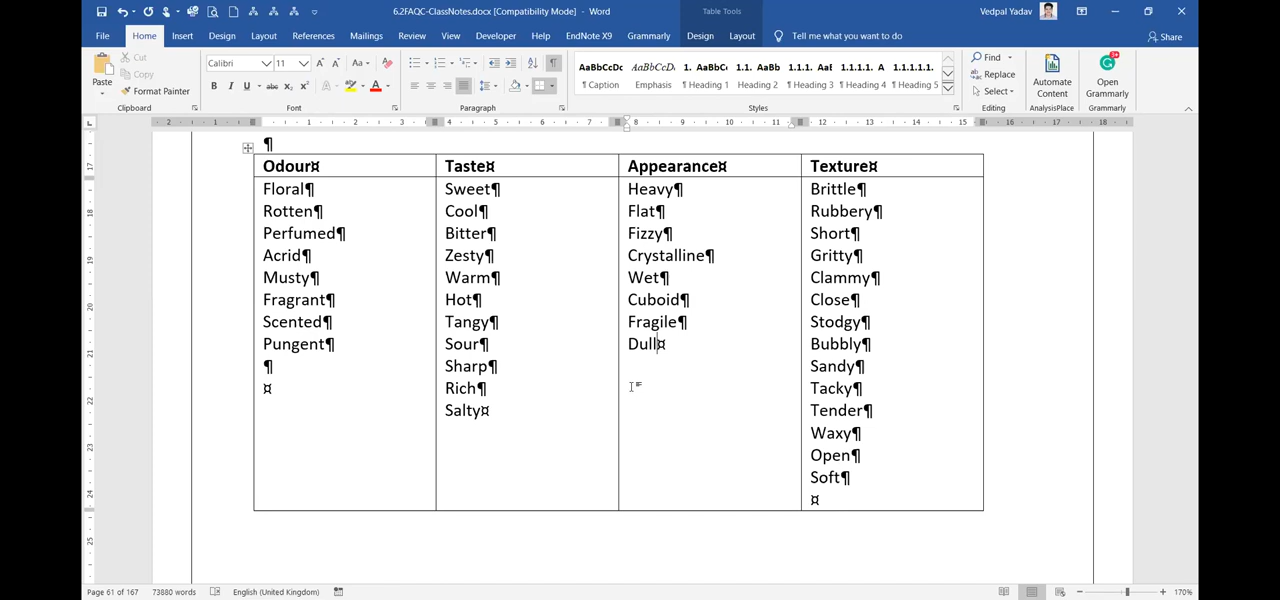 6.2FAQC-ClassNotes.docx [Compatibility Mode] - Word
Table Tools
Vedpal Yadav
File Home Insert Design Layout References Mailings Review View Developer Help EndNote X9 Grammarly Design Layout Tell me what you want to do Share
Paste
Cut
Copy
Format Painter
Clipboard
Calibri 11
Font
Paragraph
AaBbCcDc AaBbCcDc 1. AaBbCc 1.1. AaBb 1.1.1. AaB 1.1.1.1. A 1.1.1.1.1.
¶ Caption Emphasis ¶ Heading 1 ¶ Heading 2 ¶ Heading 3 ¶ Heading 4 ¶ Heading 5
Styles
Find
Replace
Select
Editing
Automate Content
AnalysisPlace
Open Grammarly
Grammarly
¶
Odour¤ Taste¤ Appearance¤ Texture¤
Floral¶ Sweet¶ Heavy¶ Brittle¶
Rotten¶ Cool¶ Flat¶ Rubbery¶
Perfumed¶ Bitter¶ Fizzy¶ Short¶
Acrid¶ Zesty¶ Crystalline¶ Gritty¶
Musty¶ Warm¶ Wet¶ Clammy¶
Fragrant¶ Hot¶ Cuboid¶ Close¶
Scented¶ Tangy¶ Fragile¶ Stodgy¶
Pungent¶ Sour¶ Dull¤ Bubbly¶
¶ Sharp¶ Sandy¶
¤ Rich¶ Tacky¶
Salty¤ Tender¶
Waxy¶
Open¶
Soft¶
¤
Page 61 of 167 73880 words English (United Kingdom) 170%